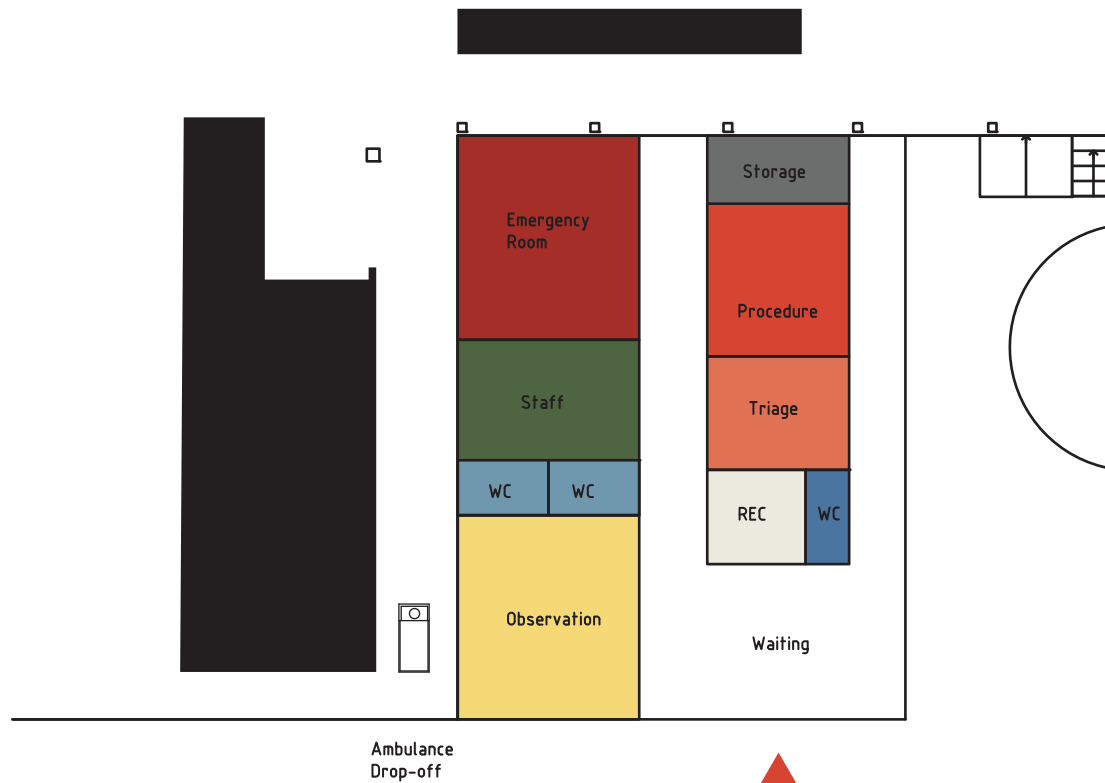 Storage
Emergency
Room
Procedure
Staff
Triage
WC
WC
REC
WC
Observation
Waiting
Ambulance
Drop-off